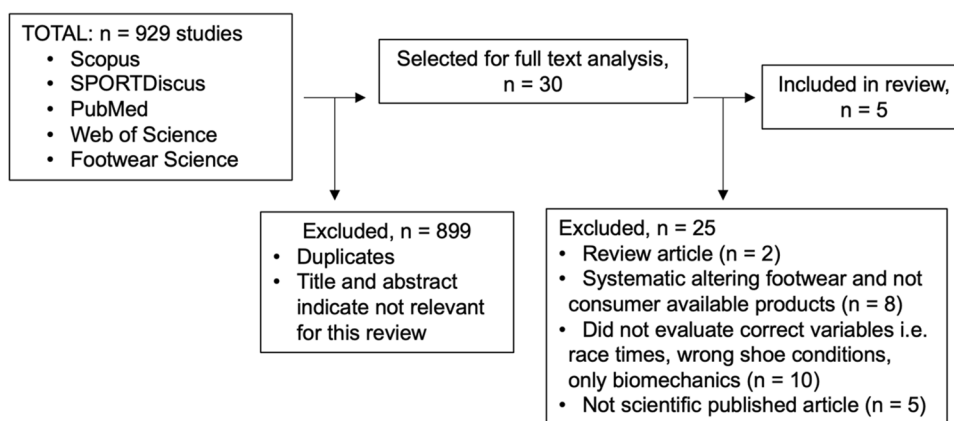 TOTAL: n = 929 studies
• Scopus
• SPORTDiscus
• PubMed
• Web of Science
• Footwear Science
Selected for full text analysis,
n = 30
Included in review,
n = 5
Excluded, n = 899
• Duplicates
• Title and abstract
indicate not relevant
for this review
Excluded, n = 25
• Review article (n = 2)
• Systematic altering footwear and not
consumer available products (n = 8)
• Did not evaluate correct variables i.e.
race times, wrong shoe conditions,
only biomechanics (n = 10)
• Not scientific published article (n = 5)